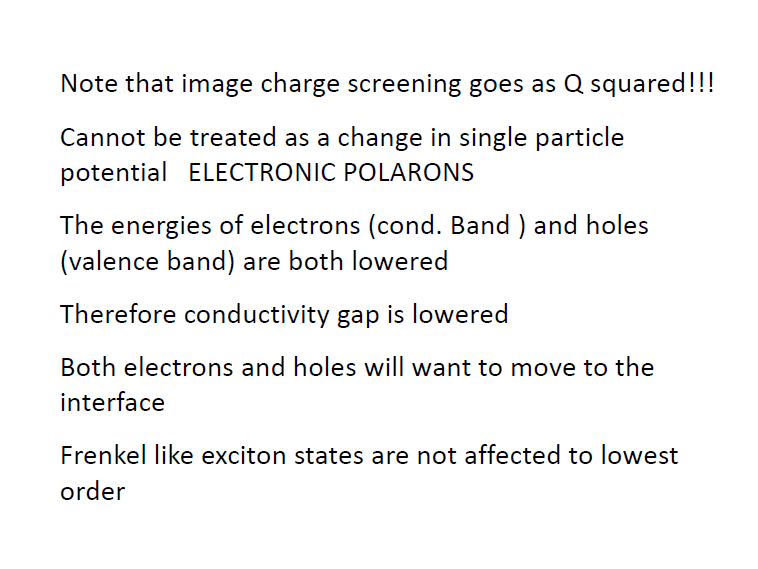 Note that image charge screening goes as Q squared!!!
Cannot be treated as a change in single particle
potential   ELECTRONIC POLARONS
The energies of electrons (cond. Band ) and holes
(valence band) are both lowered
Therefore conductivity gap is lowered
Both electrons and holes will want to move to the
interface
Frenkel like exciton states are not affected to lowest
order